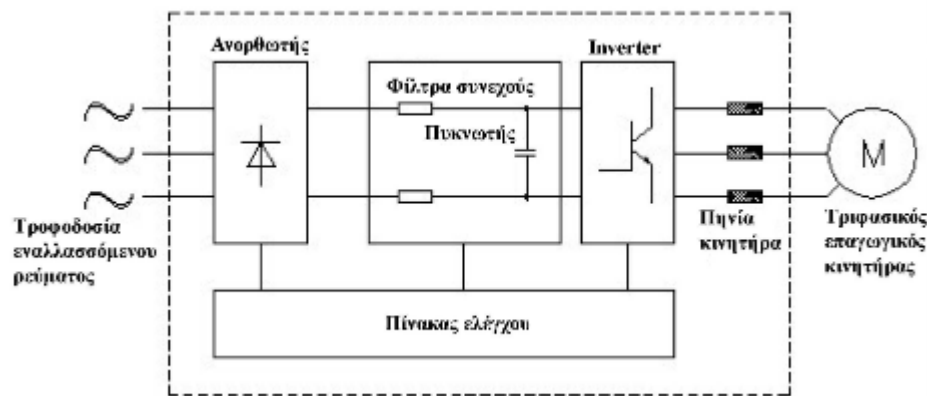 Ανορθωτής
Inverter
Φίλτρα συνεχούς
Πυκνωτής
M
Τροφοδοσία
εναλλασσόμενου
ρεύματος
Πηνία
κινητήρα
Τριφασικός
επαγωγικός
κινητήρας
Πίνακας ελέγχου